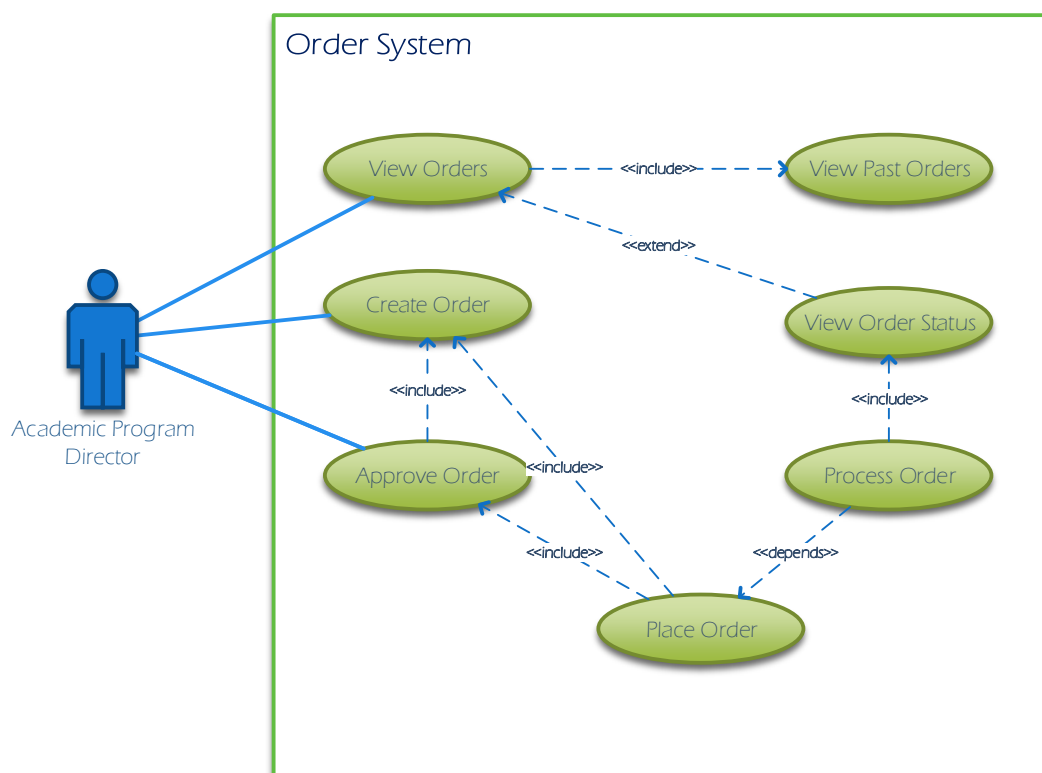 Order System
View Orders
<<include>>
View Past Orders
<<extend>>
Create Order
View Order Status
<<include>>
<<include>>
Academic Program
Director
Approve Order
<<include>>
Process Order
<<include>>
<<depends>>
Place Order